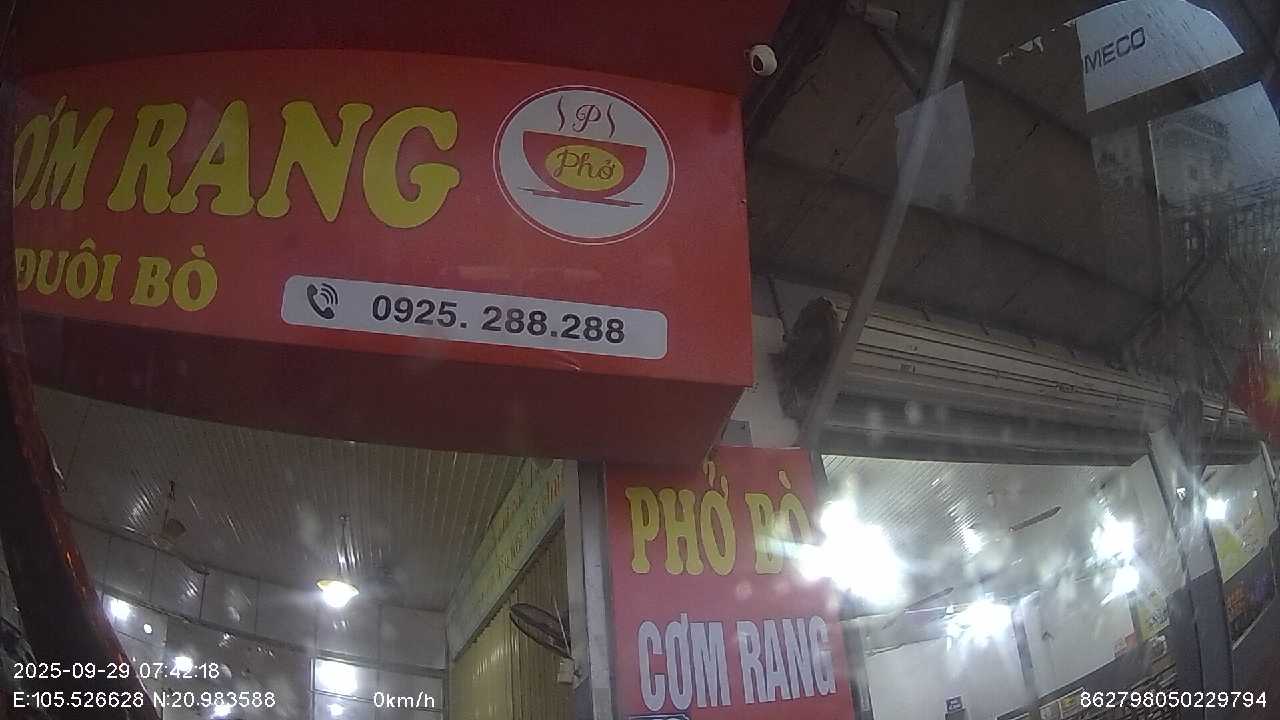 CƠM RANG
ĐUÔI BÒ
P
Phở
0925. 288.288
MECO
PHỞ BÒ
CƠM RANG
2025-09-29 07:42:18
E:105.526628 N:20.983588 0km/h
862798050229794